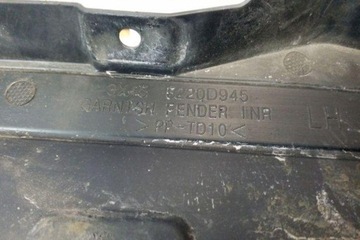 5220D945
GARNISH FENDER INR
> PP-TD10 <
LH